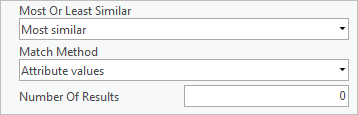 Most Or Least Similar
Most similar
Match Method
Attribute values
Number Of Results 0